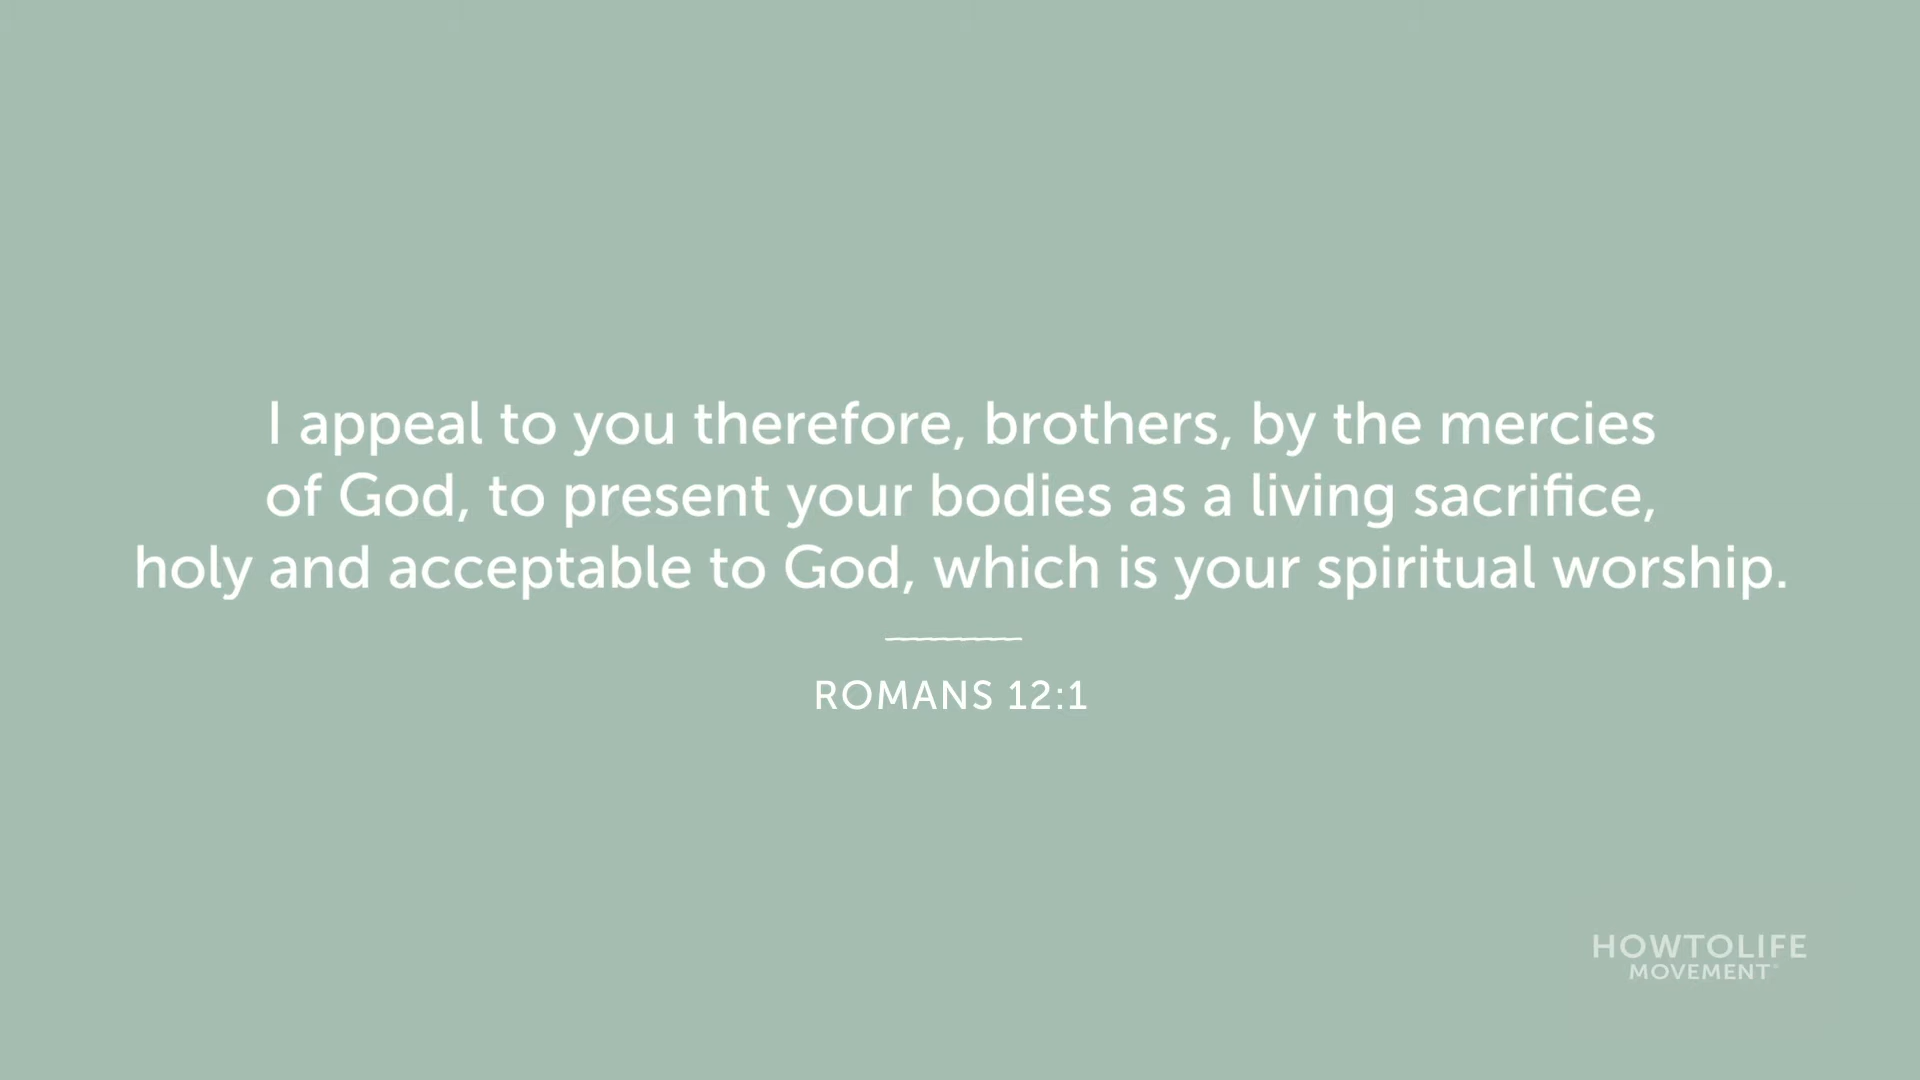 I appeal to you therefore, brothers, by the mercies
of God, to present your bodies as a living sacrifice,
holy and acceptable to God, which is your spiritual worship.
ROMANS 12:1
HOWTOLIFE
MOVEMENT